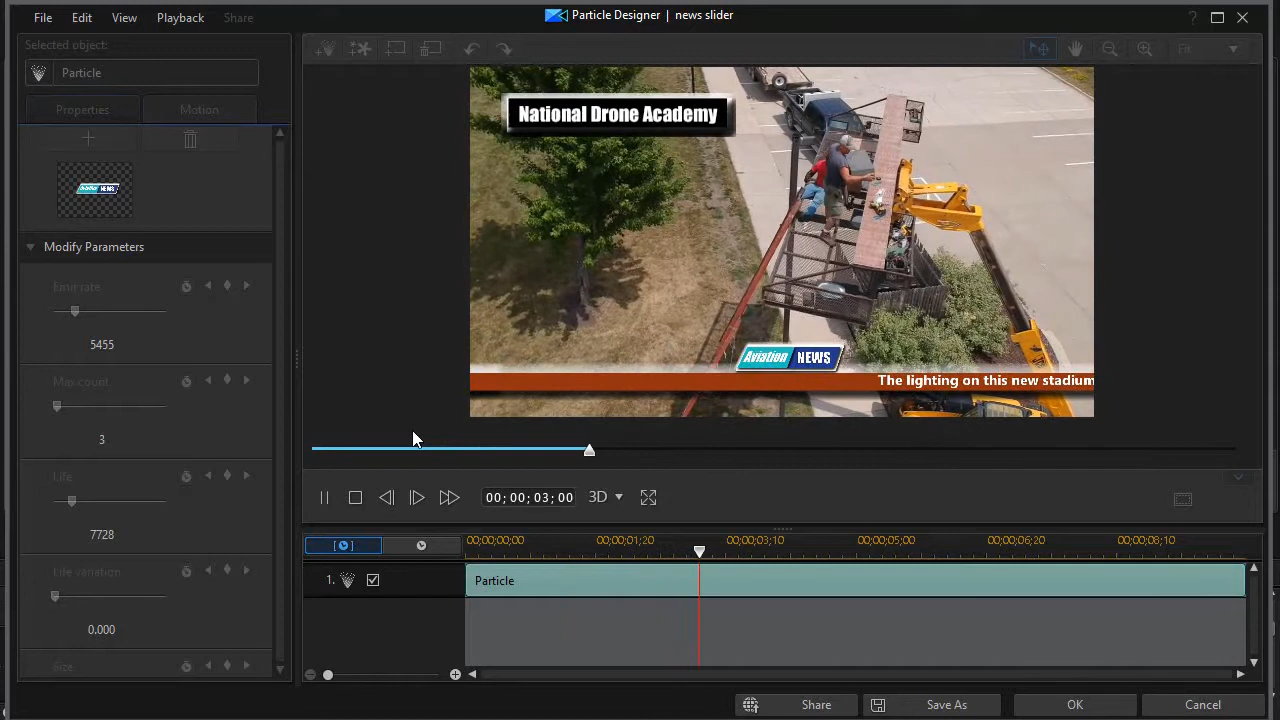 Particle Designer | news slider
File Edit View Playback Share
?
Selected object:
Particle
Fit
Properties Motion
Modify Parameters
Emit rate
5455
Max count
3
Life
7728
Life variation
0.000
Size
National Drone Academy
Aviation NEWS
Aviation NEWS
The lighting on this new stadium
00;00;03;00
3D
00;00;00;00 00;00;01;20 00;00;03;10 00;00;05;00 00;00;06;20 00;00;08;10
1. Particle
Share Save As OK Cancel